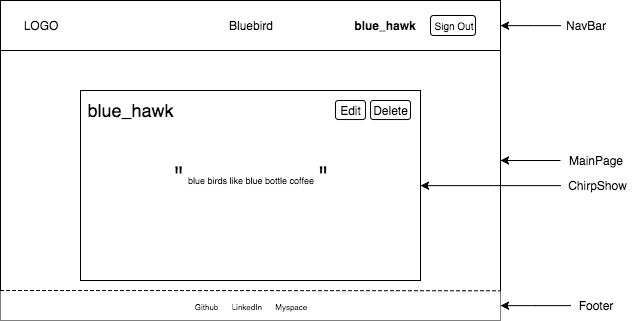 LOGO Bluebird blue_hawk Sign Out NavBar
blue_hawk Edit Delete
" blue birds like blue bottle coffee "
MainPage
ChirpShow
Github LinkedIn Myspace Footer